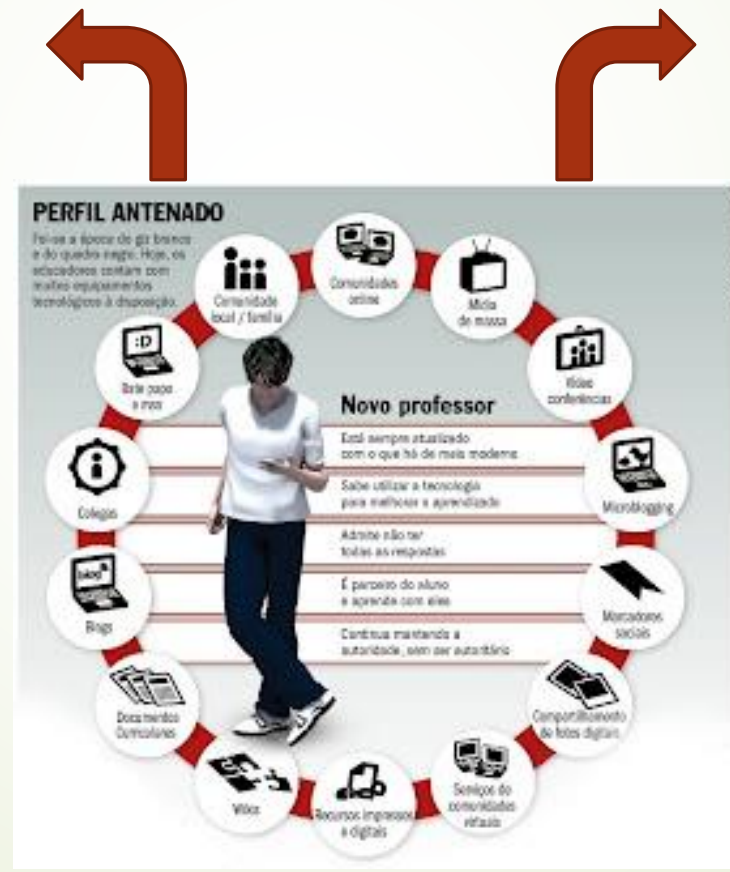 PERFIL ANTENADO
Foi-se a época do giz branco
e do quadro negro. Hoje, os
educadores contam com
muitos equipamentos
tecnológicos à disposição.
Comunidade
local / família
Comunidades
online
Mídia
de massa
Vídeo
conferências
Microblogging
Marcadores
sociais
Compartilhamento
de fotos digitais
Serviços de
comunidades
virtuais
Recursos impressos
e digitais
Wikis
Documentos
Curriculares
blog
Blogs
Colegas
:D
Bate papo
Novo professor
Está sempre atualizado
com o que há de mais moderno
Sabe utilizar a tecnologia
para melhorar o aprendizado
Admite não ter
todas as respostas
É parceiro do aluno
e aprende com eles
Continua mantendo a
autoridade, sem ser autoritário